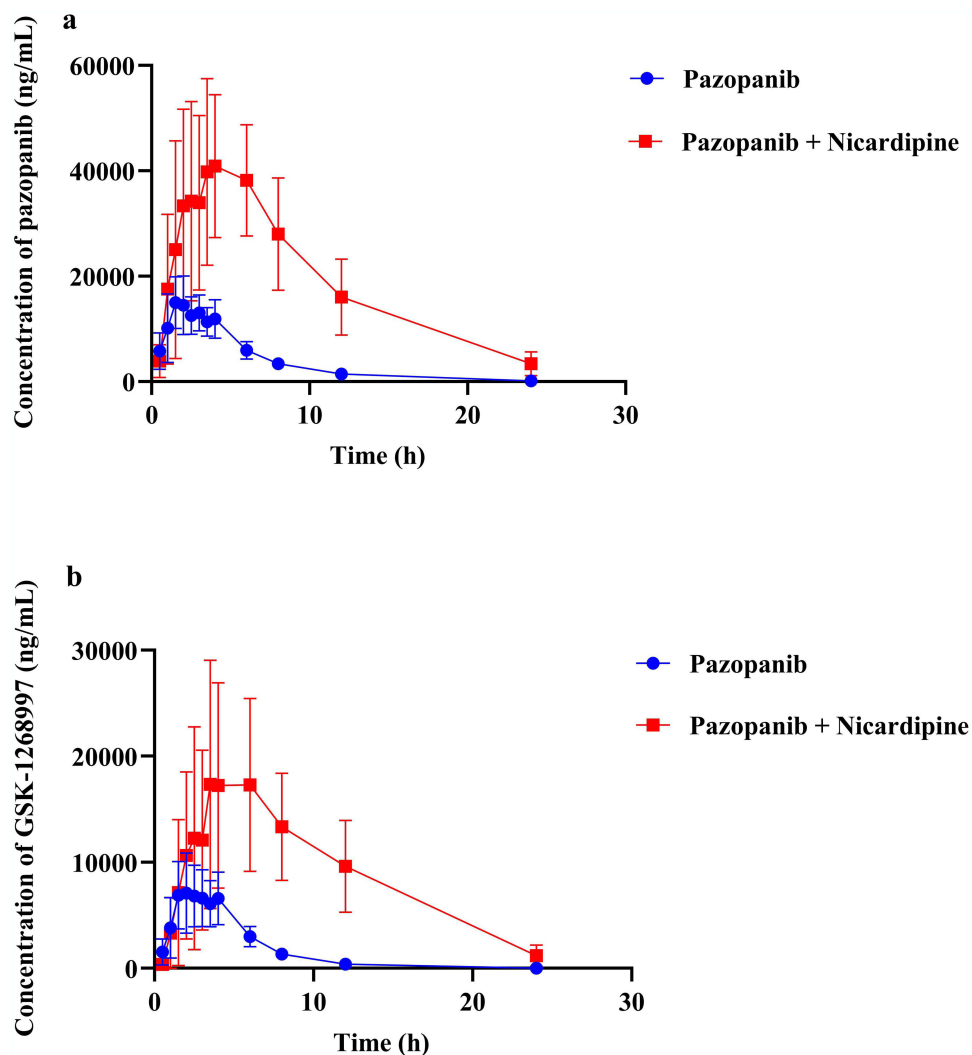 a
Concentration of pazopanib (ng/mL)
60000
40000
20000
0
0 10 20 30
Time (h)
Pazopanib
Pazopanib + Nicardipine
b
Concentration of GSK-1268997 (ng/mL)
30000
20000
10000
0
0 10 20 30
Time (h)
Pazopanib
Pazopanib + Nicardipine